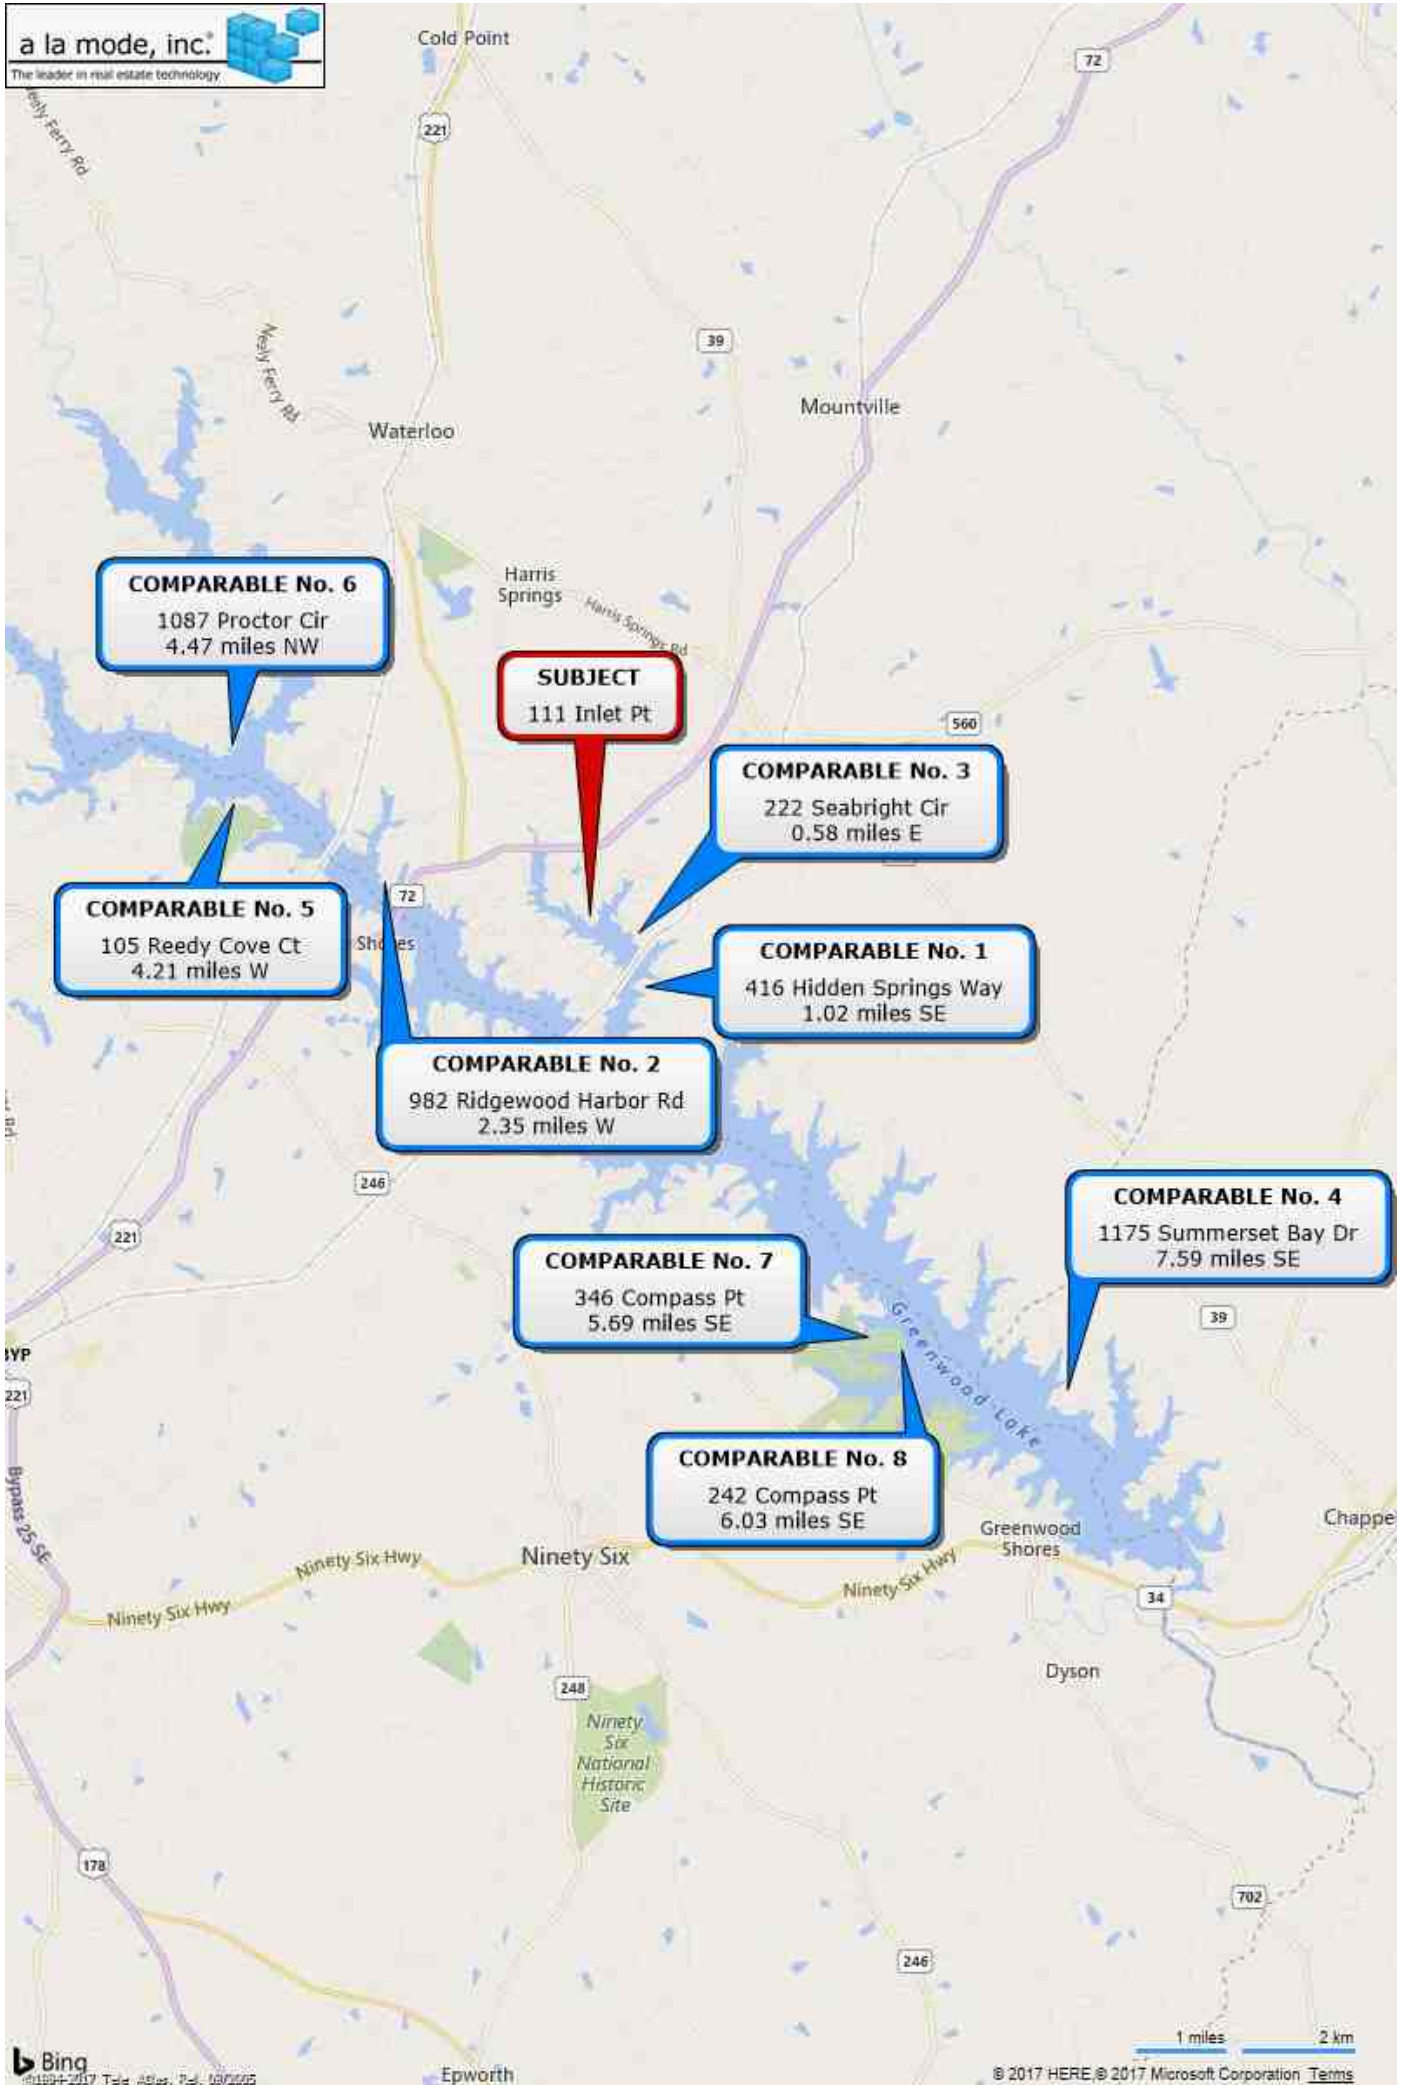 a la mode, inc.®
The leader in real estate technology
Cold Point
72
221
Neely Ferry Rd
39
Neely Ferry Rd
Mountville
Waterloo
Harris
Springs
Harris Springs Rd
COMPARABLE No. 6
1087 Proctor Cir
4.47 miles NW
SUBJECT
111 Inlet Pt
560
COMPARABLE No. 3
222 Seabright Cir
0.58 miles E
72
COMPARABLE No. 5
105 Reedy Cove Ct
4.21 miles W
Shores
COMPARABLE No. 1
416 Hidden Springs Way
1.02 miles SE
COMPARABLE No. 2
982 Ridgewood Harbor Rd
2.35 miles W
246
221
COMPARABLE No. 4
1175 Summerset Bay Dr
7.59 miles SE
COMPARABLE No. 7
346 Compass Pt
5.69 miles SE
39
Greenwood Lake
BYP
221
COMPARABLE No. 8
242 Compass Pt
6.03 miles SE
Bypass 25 SE
Chappe
Greenwood
Shores
Ninety Six
Ninety Six Hwy
Ninety Six Hwy
Ninety Six Hwy
34
Dyson
248
Ninety
Six
National
Historic
Site
178
702
246
1 miles
2 km
Bing
Epworth
© 2017 HERE,© 2017 Microsoft Corporation Terms